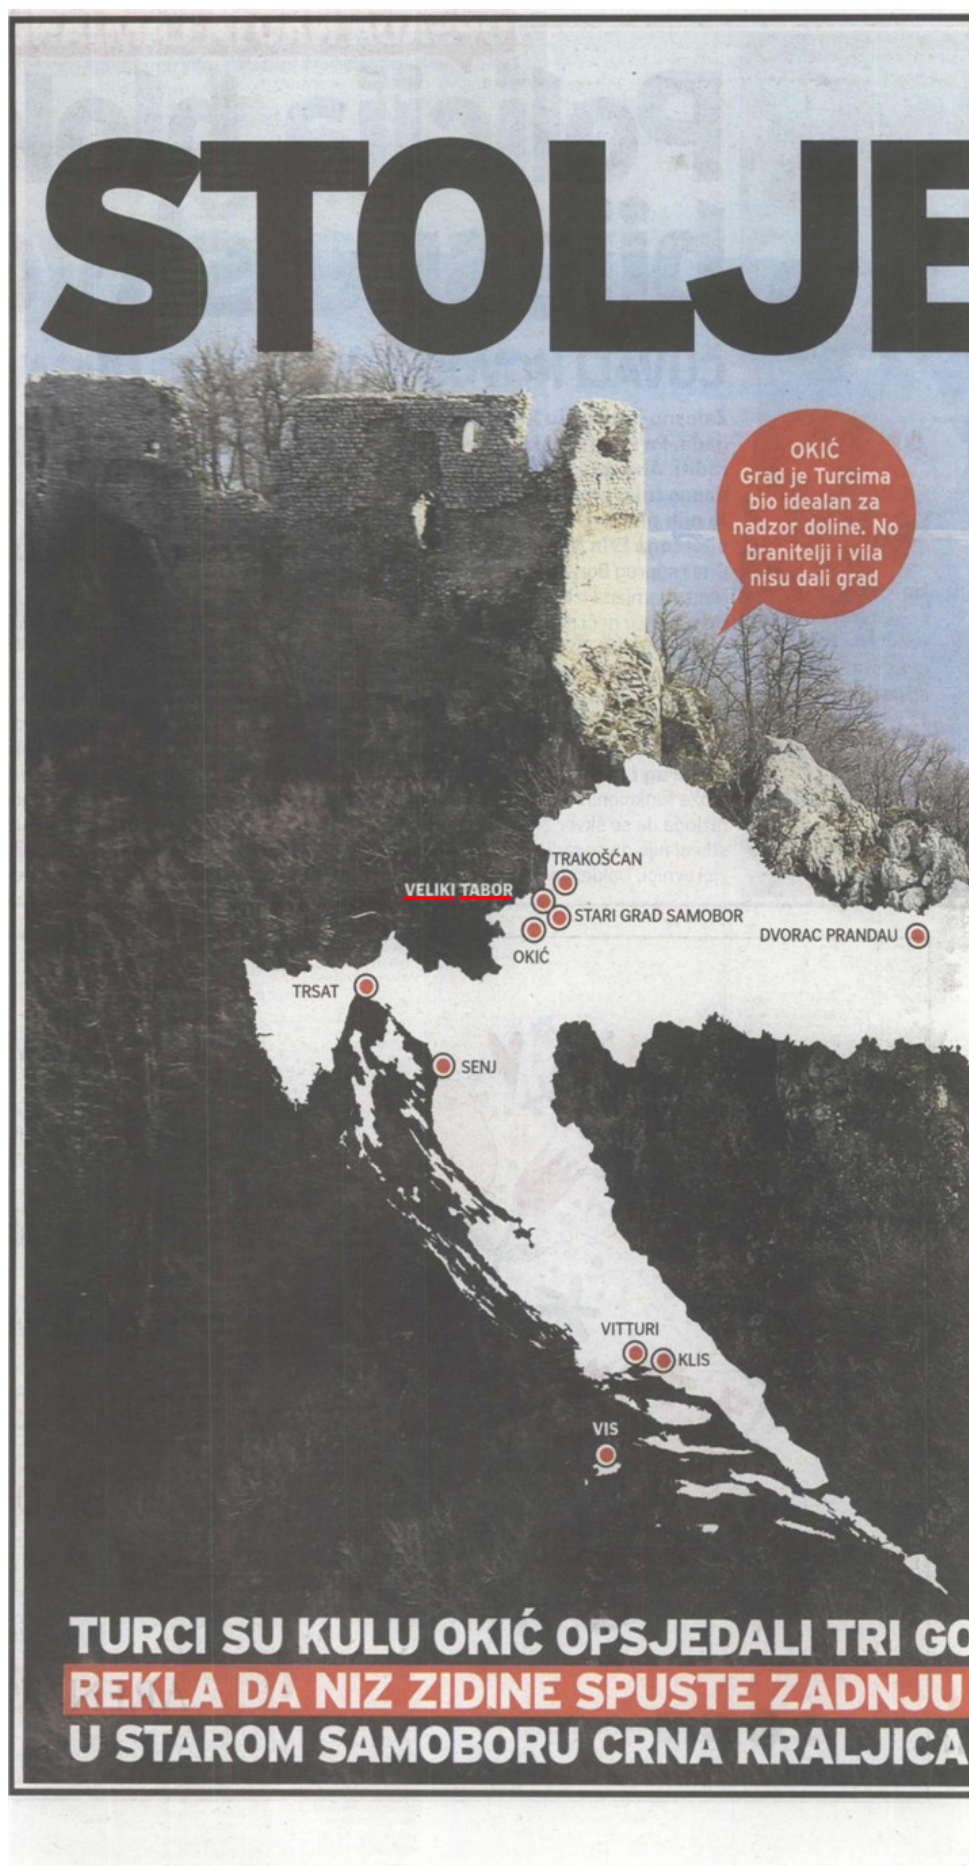 STOLJE
OKIĆ
Grad je Turcima
bio idealan za
nadzor doline. No
branitelji i vila
nisu dali grad
TRAKOŠĆAN
VELIKI TABOR
STARI GRAD SAMOBOR
DVORAC PRANDAU
OKIĆ
TRSAT
SENJ
VITTURI
KLIS
VIS
TURCI SU KULU OKIĆ OPSJEDALI TRI GO
REKLA DA NIZ ZIDINE SPUSTE ZADNJU
U STAROM SAMOBORU CRNA KRALJICA